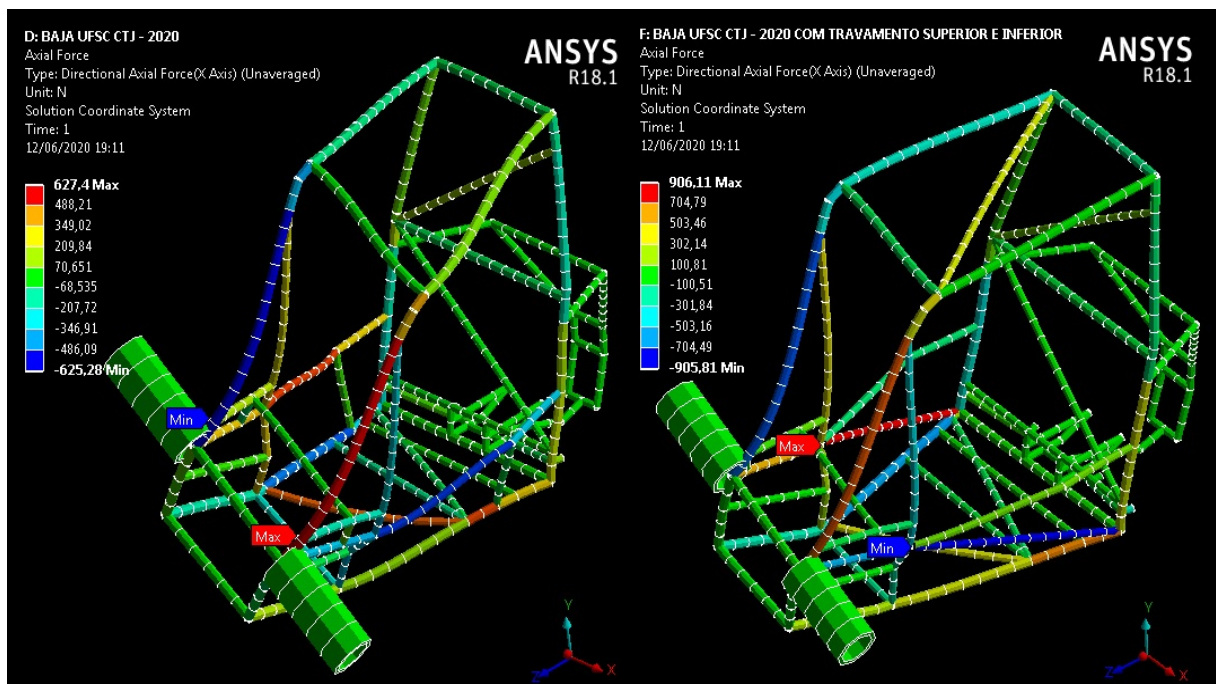 D: BAJA UFSC CTJ - 2020
Axial Force
Type: Directional Axial Force(X Axis) (Unaveraged)
Unit: N
Solution Coordinate System
Time: 1
12/06/2020 19:11
ANSYS
R18.1
627,4 Max
488,21
349,02
209,84
70,651
-68,535
-207,72
-346,91
-486,09
-625,28 Min
Min
Max
Y
Z
X
F: BAJA UFSC CTJ - 2020 COM TRAVAMENTO SUPERIOR E INFERIOR
Axial Force
Type: Directional Axial Force(X Axis) (Unaveraged)
Unit: N
Solution Coordinate System
Time: 1
12/06/2020 19:11
ANSYS
R18.1
906,11 Max
704,79
503,46
302,14
100,81
-100,51
-301,84
-503,16
-704,49
-905,81 Min
Max
Min
Y
Z
X